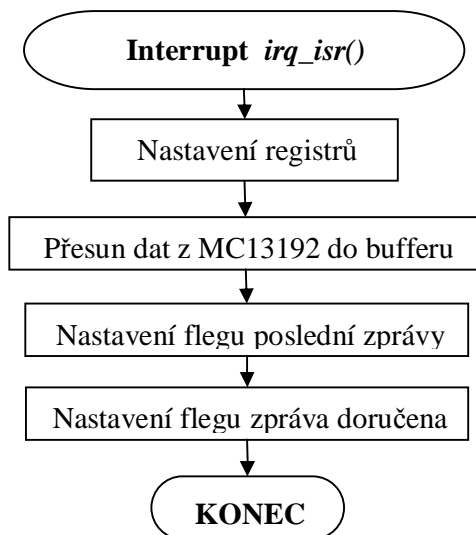 Interrupt irq_isr()
Nastavení registrů
Přesun dat z MC13192 do bufferu
Nastavení flegu poslední zprávy
Nastavení flegu zpráva doručena
KONEC